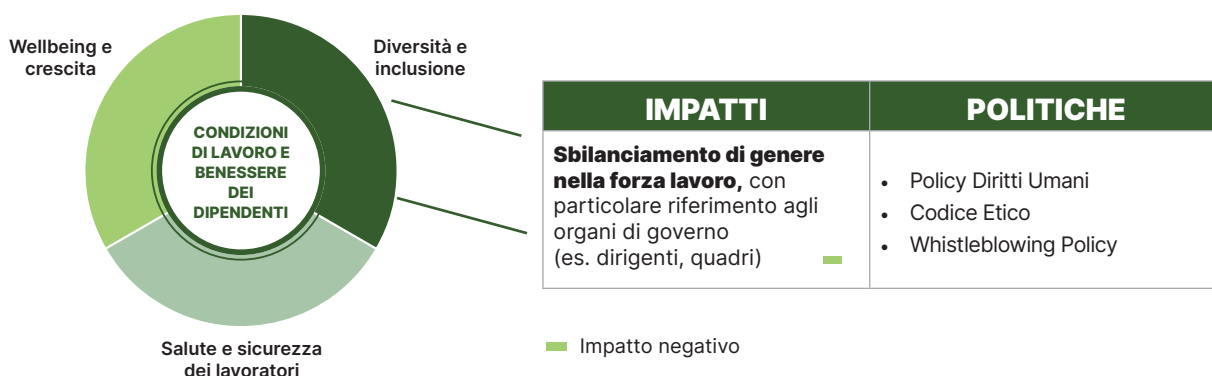 Wellbeing e
crescita
Diversità e
inclusione
CONDIZIONI
DI LAVORO E
BENESSERE
DEI
DIPENDENTI
Salute e sicurezza
dei lavoratori
IMPATTI
POLITICHE
Sbilanciamento di genere
nella forza lavoro, con
particolare riferimento agli
organi di governo
(es. dirigenti, quadri)
• Policy Diritti Umani
• Codice Etico
• Whistleblowing Policy
Impatto negativo